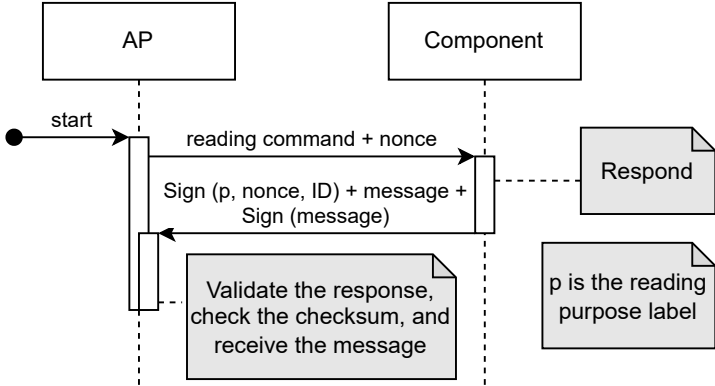 AP
Component
start
reading command + nonce
Respond
Sign (p, nonce, ID) + message +
Sign (message)
p is the reading
purpose label
Validate the response,
check the checksum, and
receive the message